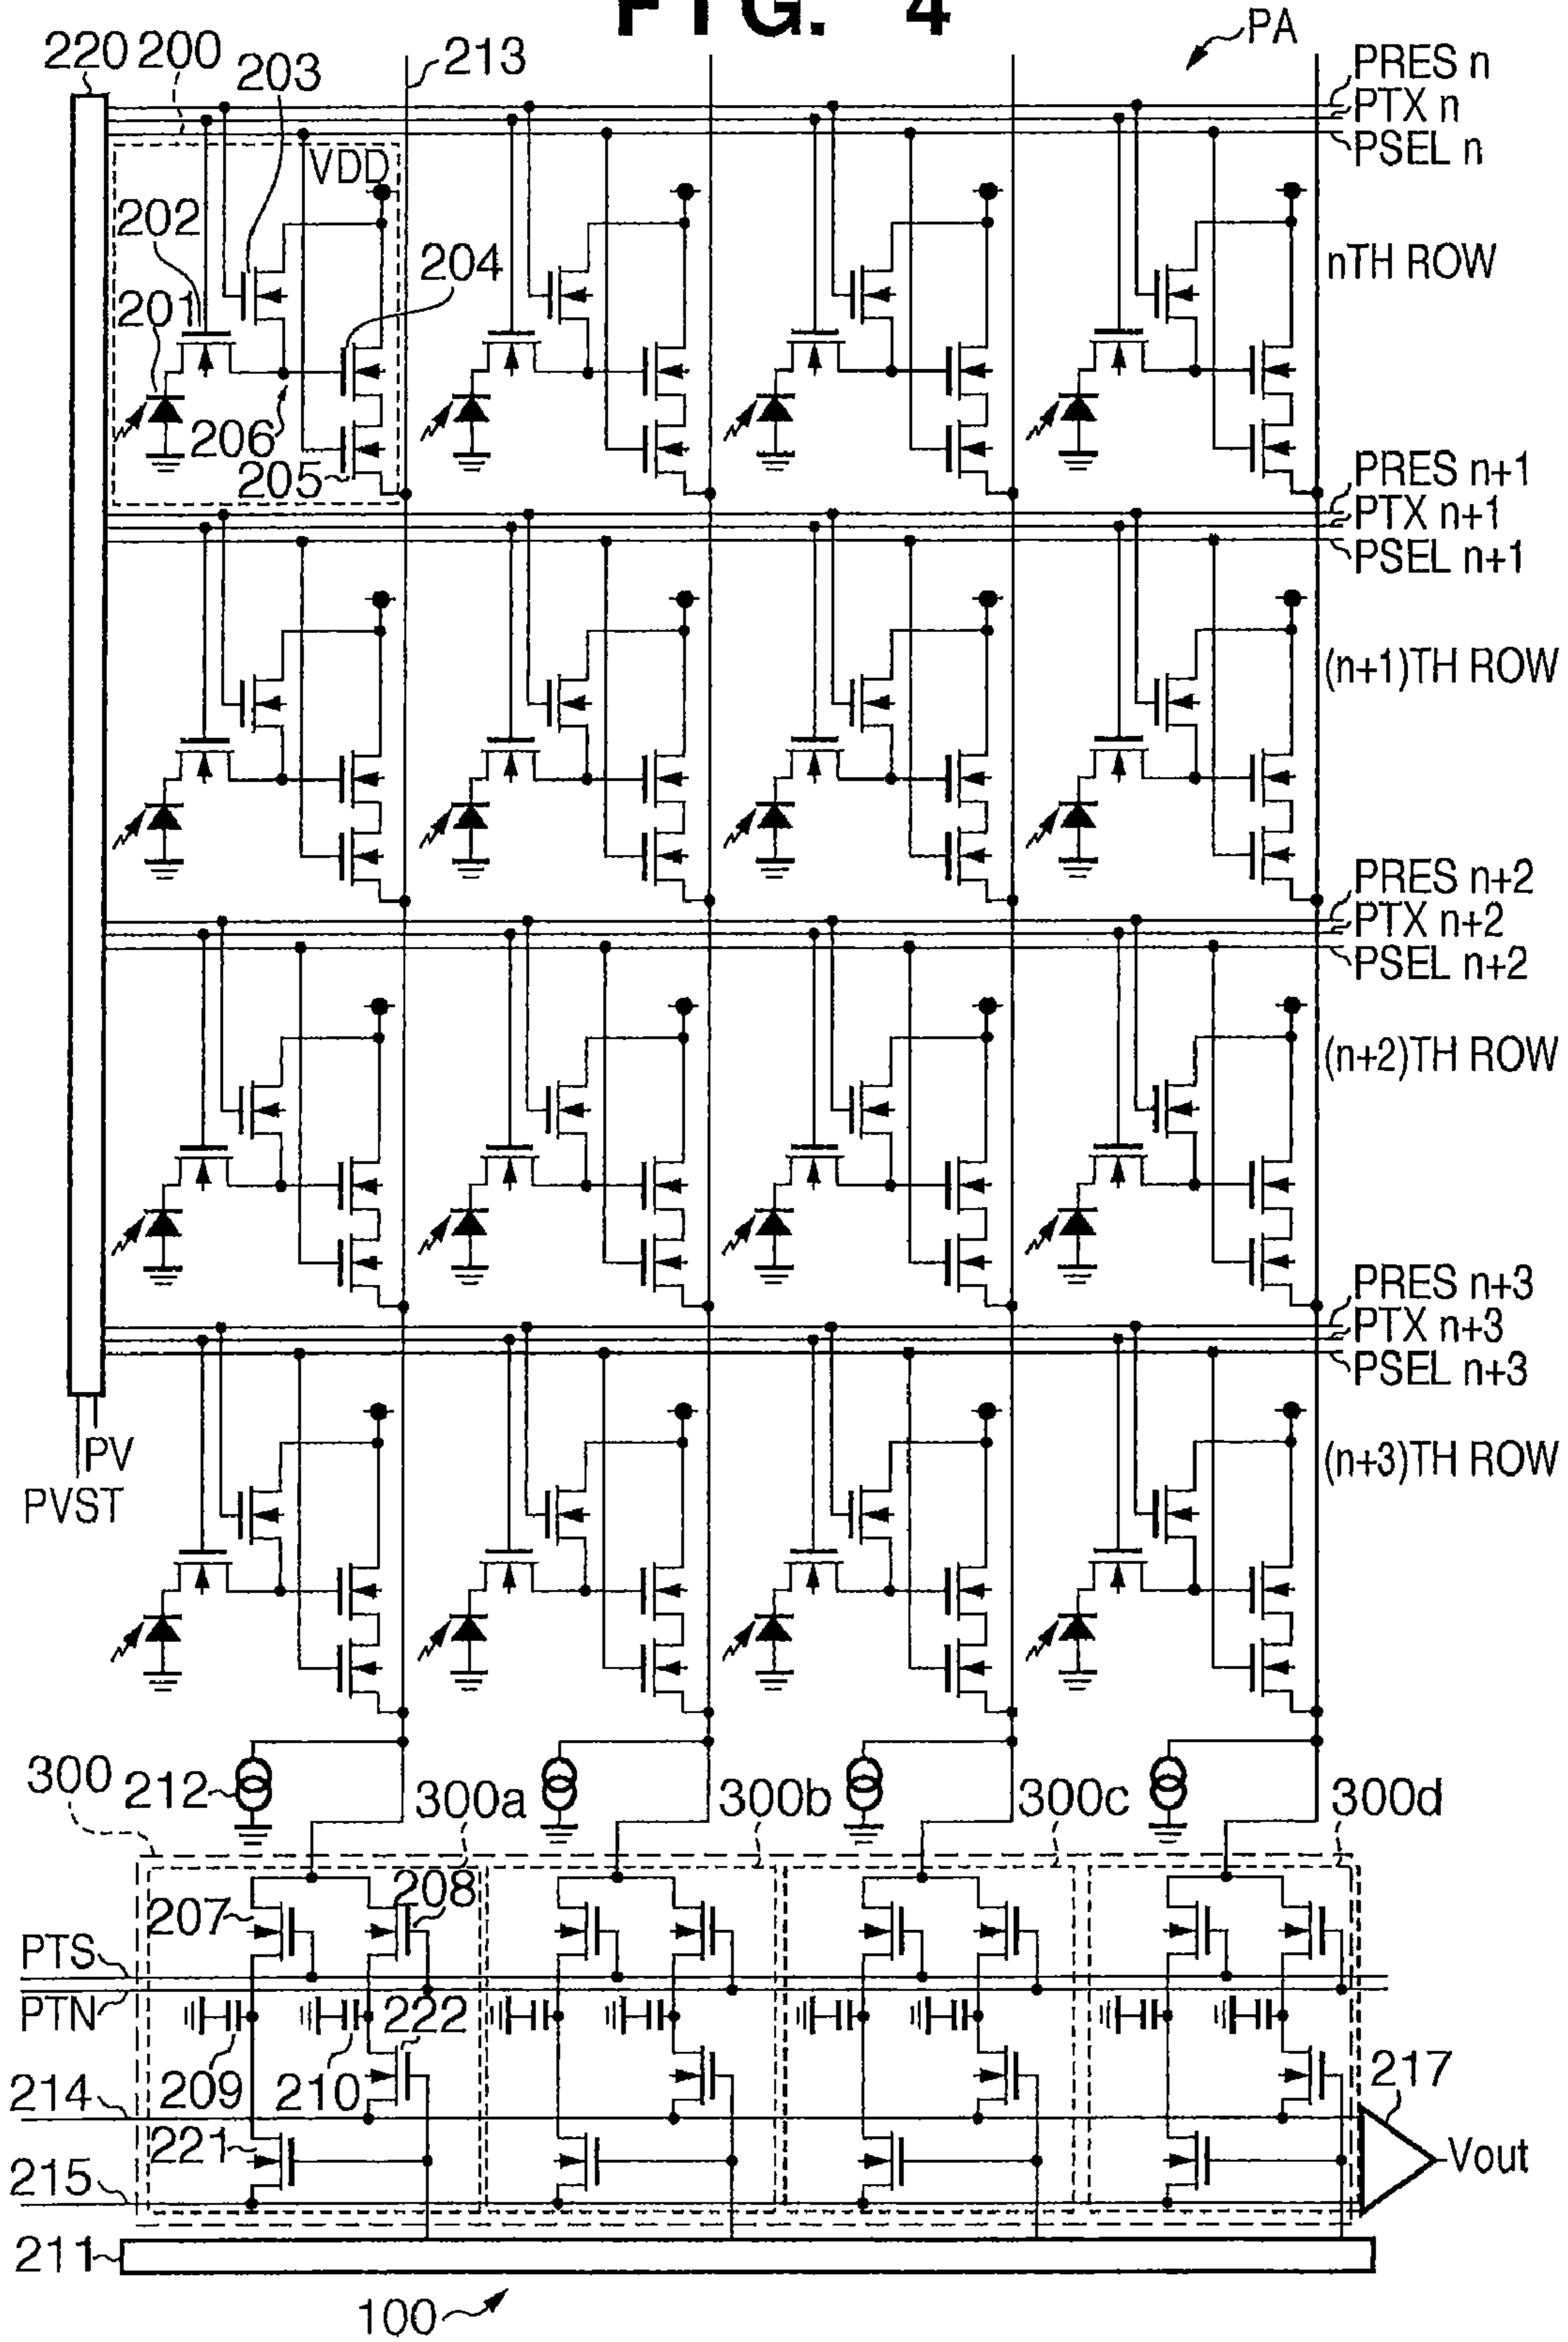 FIG. 4
PA
220 200 203 213
PRES n
PTX n
PSEL n
VDD
202
204
nTH ROW
201
206
205
PRES n+1
PTX n+1
PSEL n+1
(n+1)TH ROW
PRES n+2
PTX n+2
PSEL n+2
(n+2)TH ROW
PRES n+3
PTX n+3
PSEL n+3
PV
PVST
(n+3)TH ROW
300 212 300a 300b 300c 300d
207 208
PTS
PTN
222
209 210
214
217
221
Vout
215
211
100